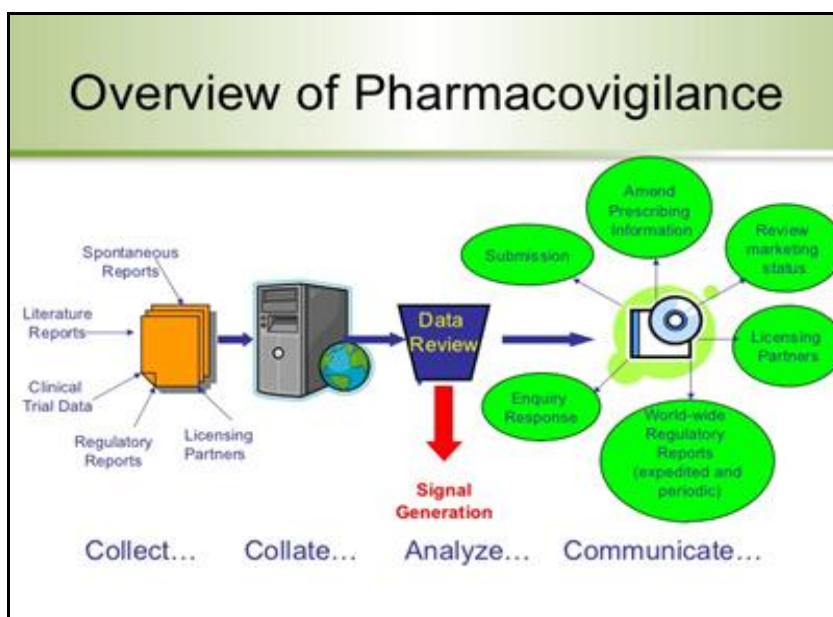 Overview of Pharmacovigilance
Spontaneous
Reports
Literature
Reports
Clinical
Trial Data
Regulatory
Reports
Licensing
Partners
Data
Review
Signal
Generation
Submission
Amend
Prescribing
Information
Review
marketing
status
Licensing
Partners
Enquiry
Response
World-wide
Regulatory
Reports
(expedited and
periodic)
Collect…
Collate…
Analyze…
Communicate…